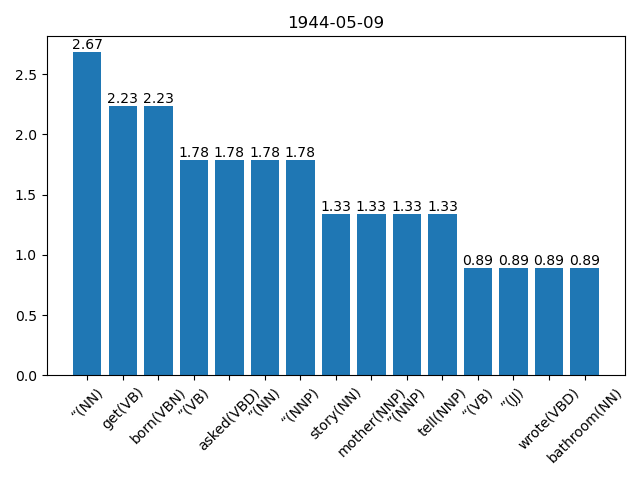 1944-05-09
2.67
2.23 2.23
1.78 1.78 1.78 1.78
1.33 1.33 1.33 1.33
0.89 0.89 0.89 0.89
2.5
2.0
1.5
1.0
0.5
0.0
“(NN)
get(VB)
born(VBN)
”(VB)
asked(VBD)
”(NN)
“(NNP)
story(NN)
mother(NNP)
”(NNP)
tell(NNP)
“(VB)
”(JJ)
wrote(VBD)
bathroom(NN)